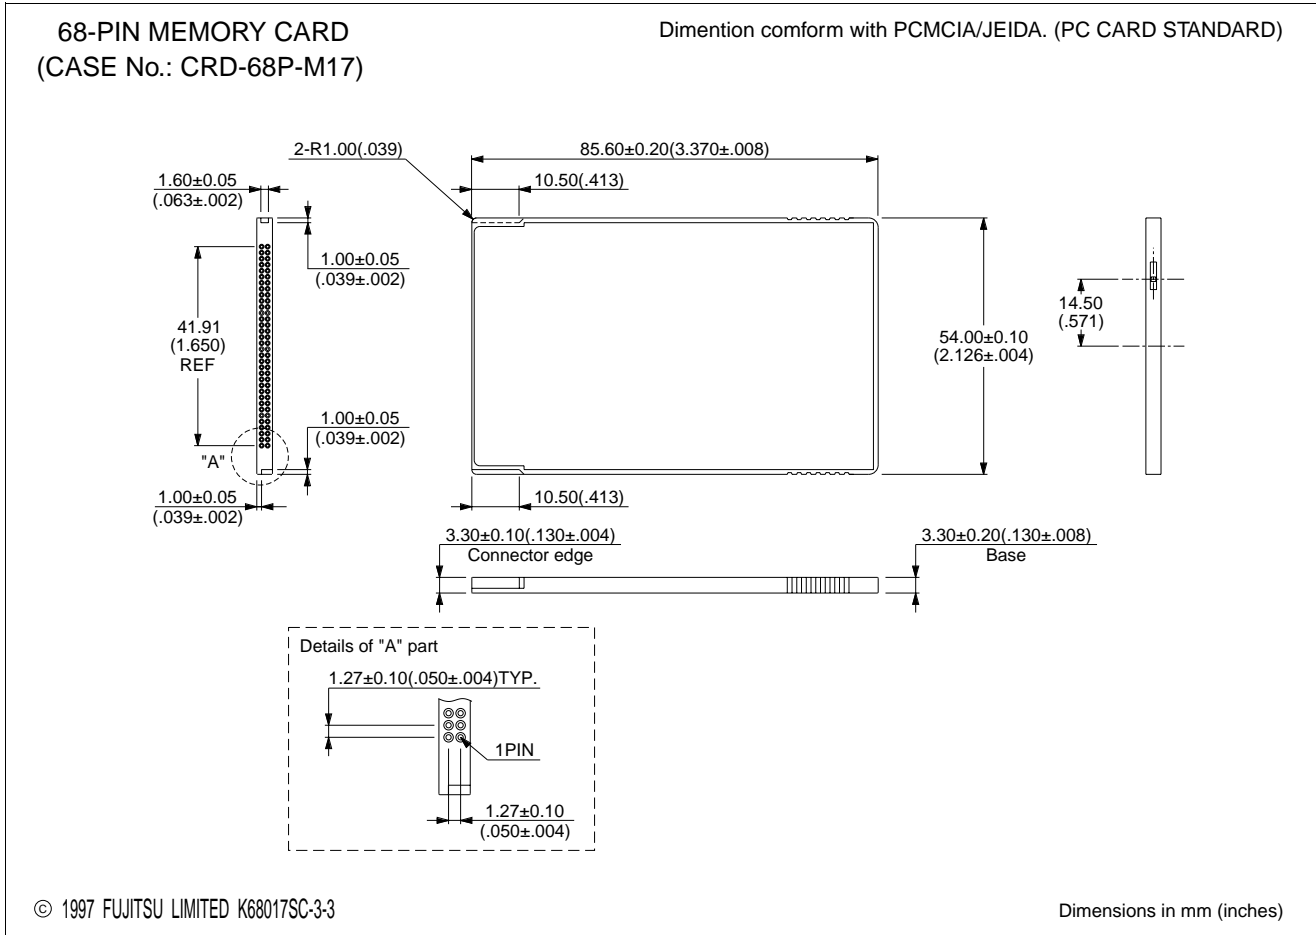 68-PIN MEMORY CARD
(CASE No.: CRD-68P-M17)
Dimention comform with PCMCIA/JEIDA. (PC CARD STANDARD)
2-R1.00(.039)
85.60±0.20(3.370±.008)
10.50(.413)
1.60±0.05
(.063±.002)
1.00±0.05
(.039±.002)
41.91
(1.650)
REF
14.50
(.571)
54.00±0.10
(2.126±.004)
1.00±0.05
(.039±.002)
"A"
1.00±0.05
(.039±.002)
10.50(.413)
3.30±0.10(.130±.004)
Connector edge
3.30±0.20(.130±.008)
Base
Details of "A" part
1.27±0.10(.050±.004)TYP.
1PIN
1.27±0.10
(.050±.004)
© 1997 FUJITSU LIMITED K68017SC-3-3
Dimensions in mm (inches)